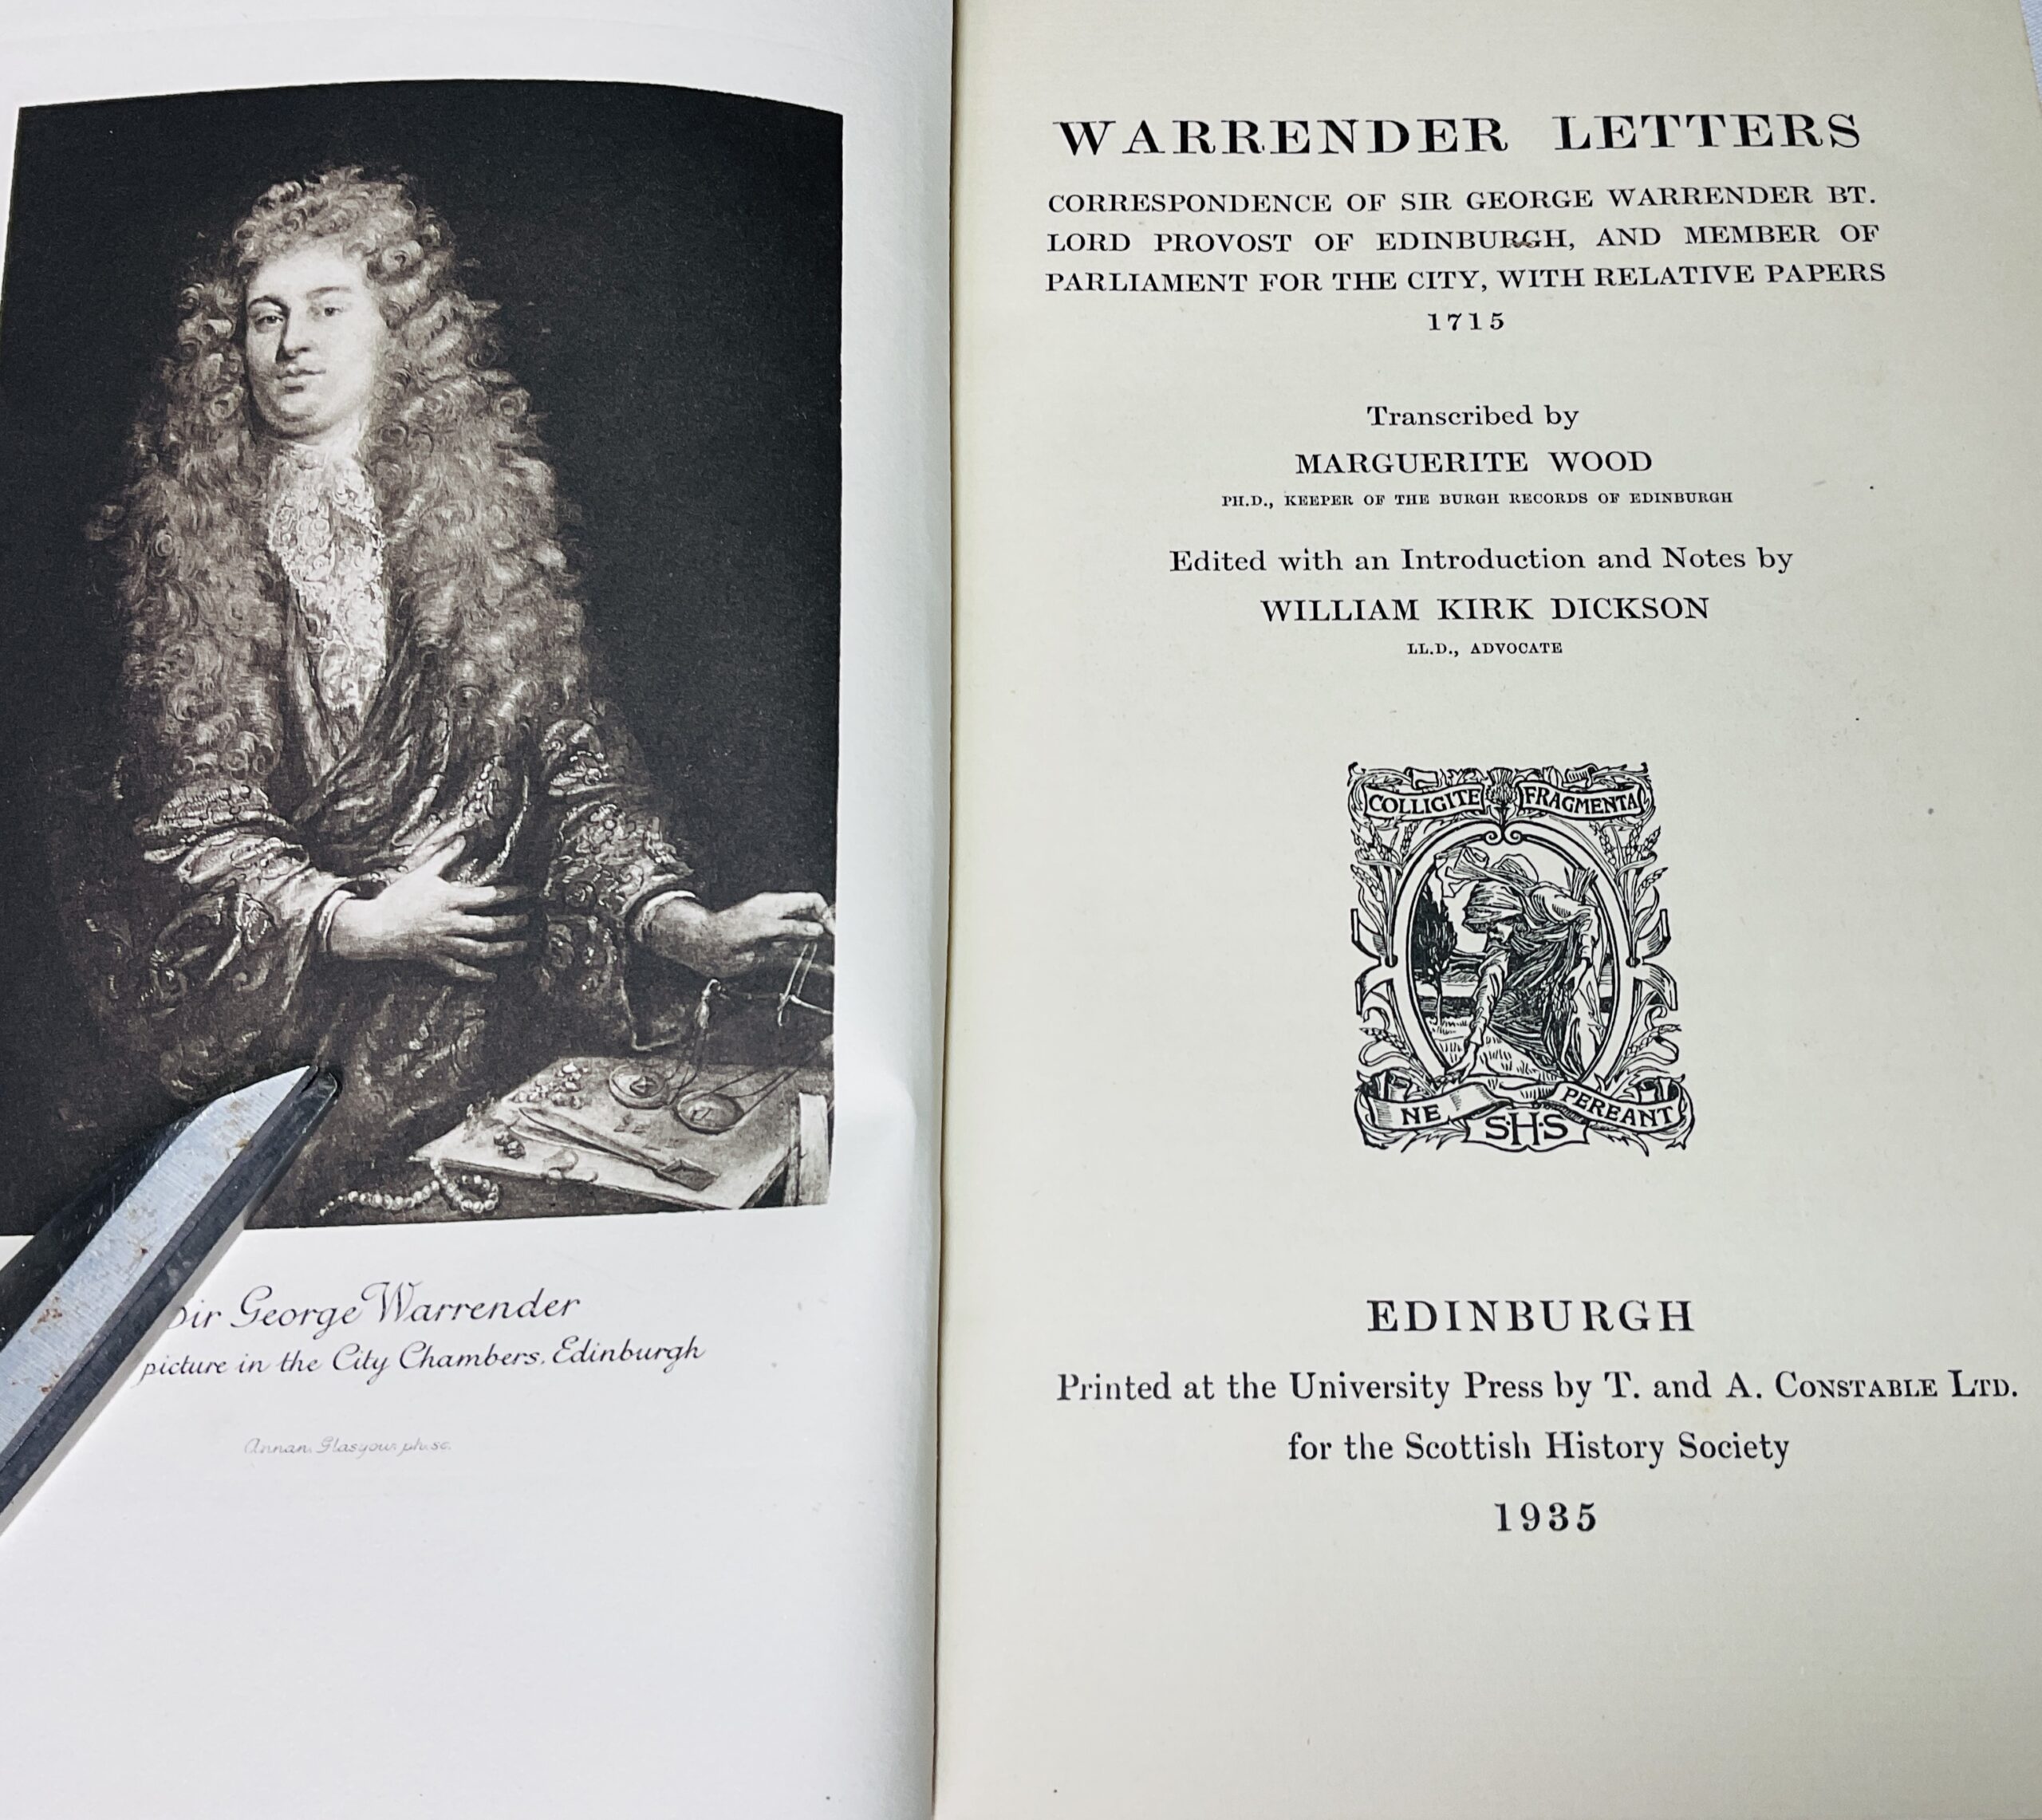 Sir George Warrender
picture in the City Chambers, Edinburgh
Annan, Glasgow ph. sc.
WARRENDER LETTERS
CORRESPONDENCE OF SIR GEORGE WARRENDER BT.
LORD PROVOST OF EDINBURGH, AND MEMBER OF
PARLIAMENT FOR THE CITY, WITH RELATIVE PAPERS
1715
Transcribed by
MARGUERITE WOOD
PH.D., KEEPER OF THE BURGH RECORDS OF EDINBURGH
Edited with an Introduction and Notes by
WILLIAM KIRK DICKSON
LL.D., ADVOCATE
COLLIGITE FRAGMENTA
NE PEREANT
S·H·S
EDINBURGH
Printed at the University Press by T. and A. CONSTABLE LTD.
for the Scottish History Society
1935